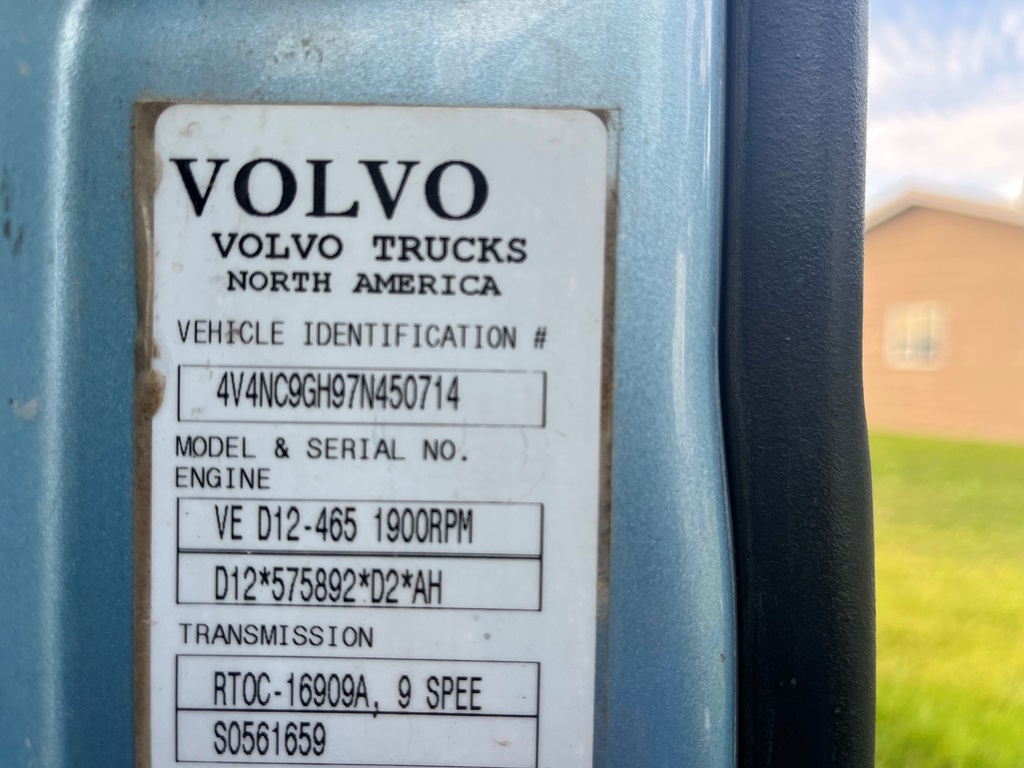 VOLVO
VOLVO TRUCKS
NORTH AMERICA
VEHICLE IDENTIFICATION #
4V4NC9GH97N450714
MODEL & SERIAL NO.
ENGINE
VE D12-465 1900RPM
D12*575892*D2*AH
TRANSMISSION
RTOC-16909A, 9 SPEE
S0561659